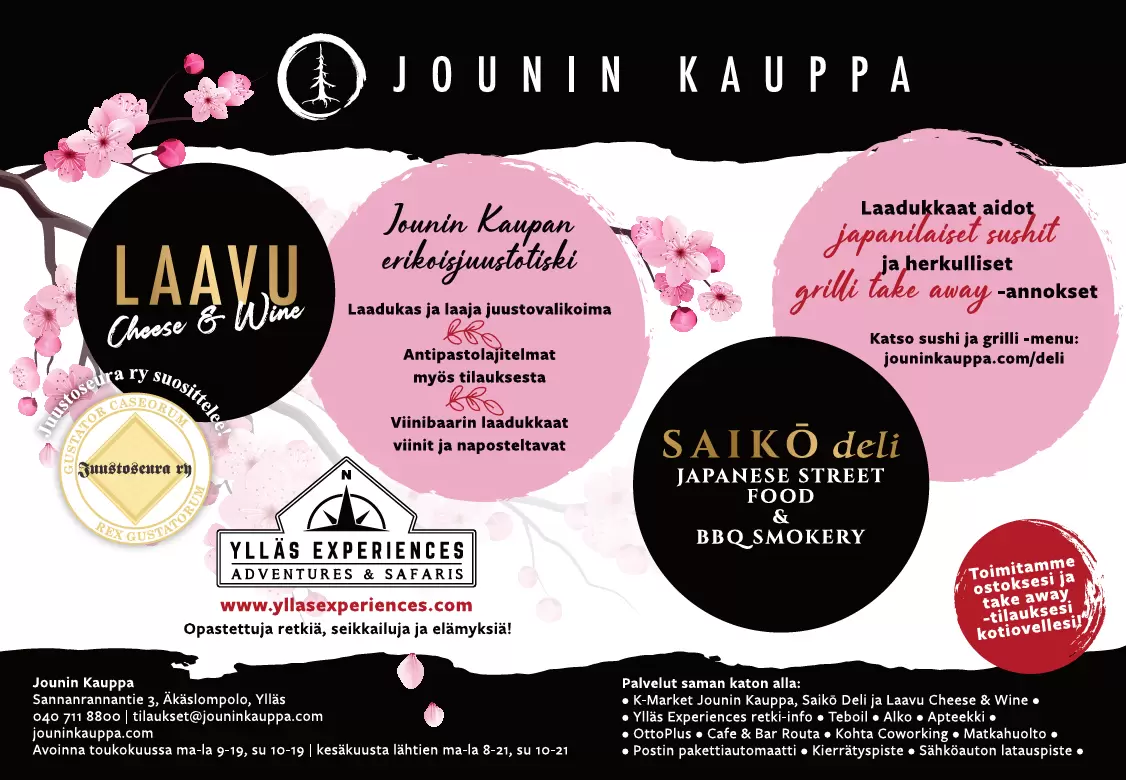 JOUNIN KAUPPA
LAAVU
Cheese & Wine
Juustoseura ry suosittelee!
GUSTATOR CASEORUM
Juustoseura ry
REX GUSTATORUM
Jounin Kaupan
erikoisjuustotiski
Laadukas ja laaja juustovalikoima
Antipastolajitelmat
myös tilauksesta
Viinibaarin laadukkaat
viinit ja naposteltavat
Laadukkaat aidot
japanilaiset sushit
ja herkulliset
grilli take away -annokset
Katso sushi ja grilli -menu:
jouninkauppa.com/deli
SAIKŌ deli
JAPANESE STREET
FOOD
&
BBQ SMOKERY
N
YLLÄS EXPERIENCES
ADVENTURES & SAFARIS
www.yllasexperiences.com
Opastettuja retkiä, seikkailuja ja elämyksiä!
Toimitamme
ostoksesi ja
take away
-tilauksesi
kotiovellesi!
Jounin Kauppa
Sannanrannantie 3, Äkäslompolo, Ylläs
040 711 8800 | tilaukset@jouninkauppa.com
jouninkauppa.com
Avoinna toukokuussa ma-la 9-19, su 10-19 | kesäkuusta lähtien ma-la 8-21, su 10-21
Palvelut saman katon alla:
● K-Market Jounin Kauppa, Saikō Deli ja Laavu Cheese & Wine ●
● Ylläs Experiences retki-info ● Teboil ● Alko ● Apteekki ●
● OttoPlus ● Cafe & Bar Routa ● Kohta Coworking ● Matkahuolto ●
● Postin pakettiautomaatti ● Kierrätyspiste ● Sähköauton latauspiste ●